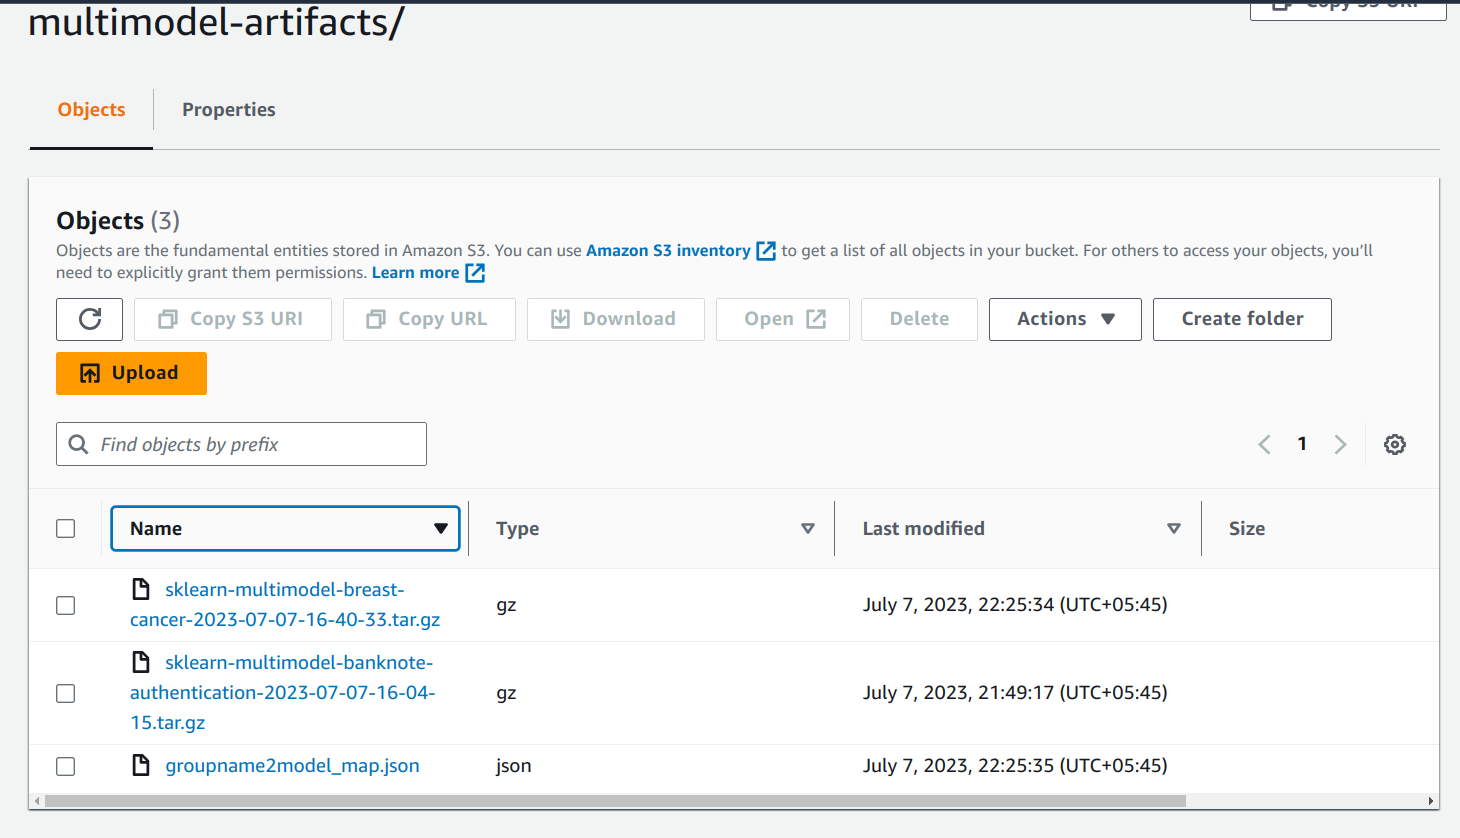 multimodel-artifacts/
Copy S3 URI
Objects
Properties
Objects (3)
Objects are the fundamental entities stored in Amazon S3. You can use Amazon S3 inventory to get a list of all objects in your bucket. For others to access your objects, you'll
need to explicitly grant them permissions. Learn more
Copy S3 URI
Copy URL
Download
Open
Delete
Actions
Create folder
Upload
Find objects by prefix
1
Name
Type
Last modified
Size
sklearn-multimodel-breast-
cancer-2023-07-07-16-40-33.tar.gz
gz
July 7, 2023, 22:25:34 (UTC+05:45)
sklearn-multimodel-banknote-
authentication-2023-07-07-16-04-
15.tar.gz
gz
July 7, 2023, 21:49:17 (UTC+05:45)
groupname2model_map.json
json
July 7, 2023, 22:25:35 (UTC+05:45)